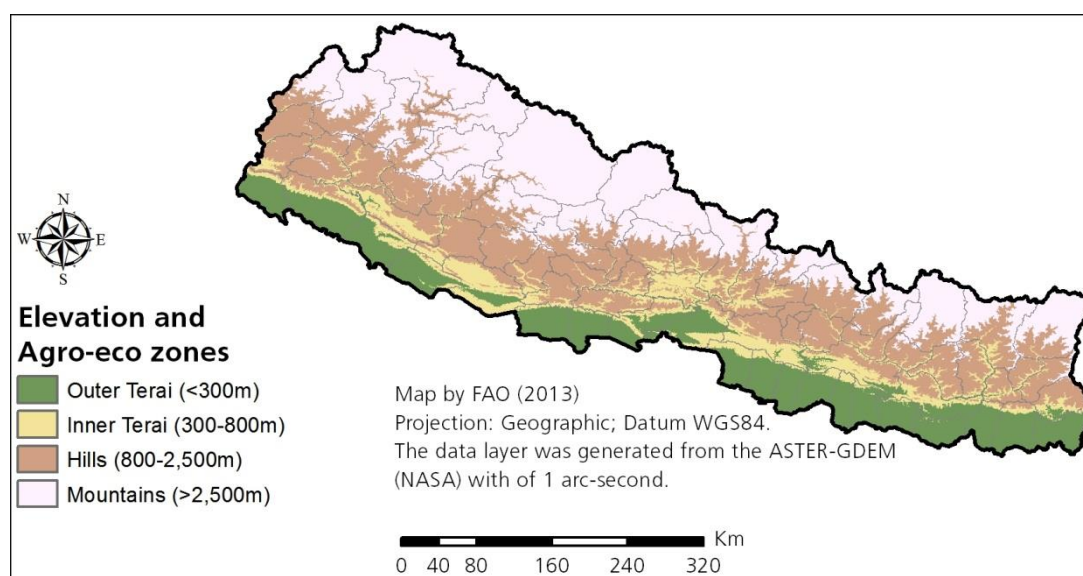 N
W E
S
Elevation and
Agro-eco zones
Outer Terai (<300m)
Inner Terai (300-800m)
Hills (800-2,500m)
Mountains (>2,500m)
Map by FAO (2013)
Projection: Geographic; Datum WGS84.
The data layer was generated from the ASTER-GDEM
(NASA) with of 1 arc-second.
Km
0 40 80 160 240 320